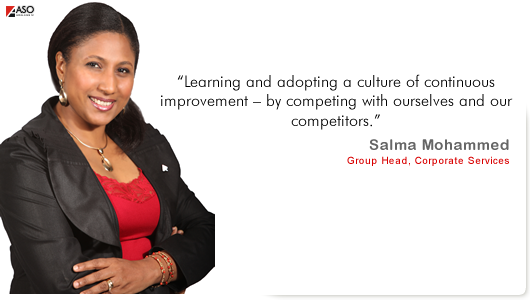 ASO
“Learning and adopting a culture of continuous
improvement – by competing with ourselves and our
competitors.”
Salma Mohammed
Group Head, Corporate Services